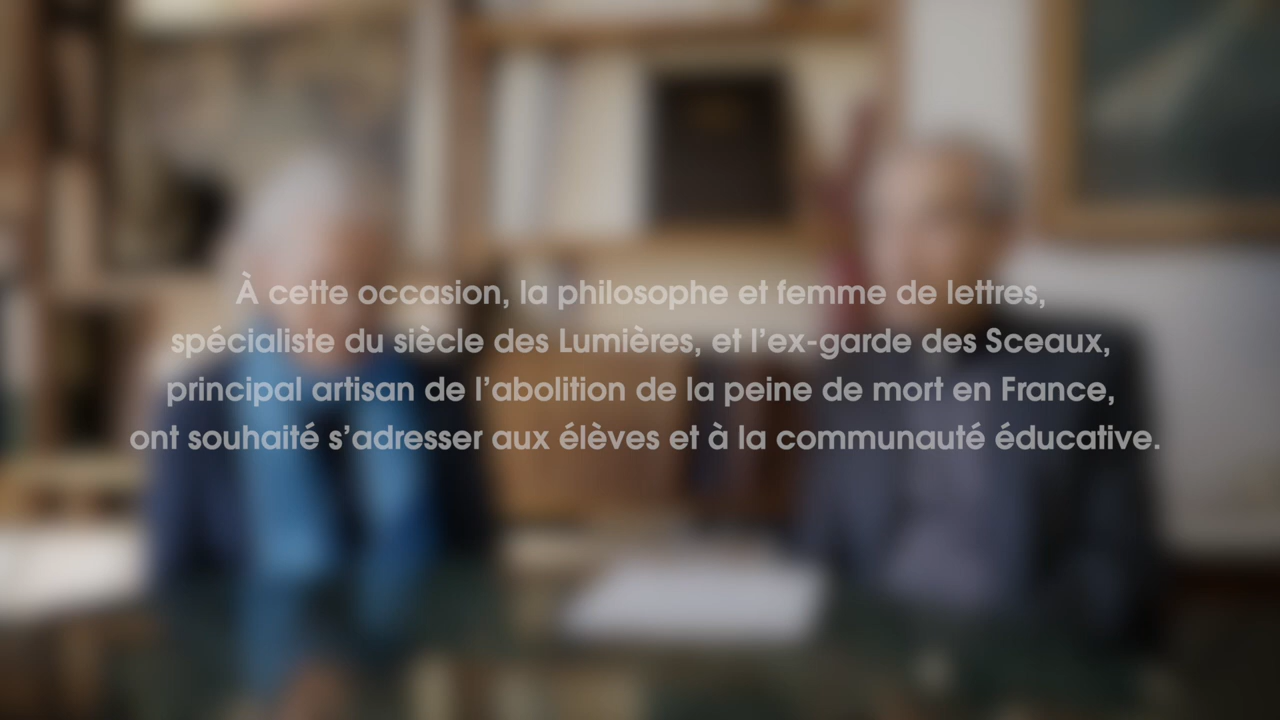 À cette occasion, la philosophe et femme de lettres,
spécialiste du siècle des Lumières, et l'ex-garde des Sceaux,
principal artisan de l'abolition de la peine de mort en France,
ont souhaité s'adresser aux élèves et à la communauté éducative.